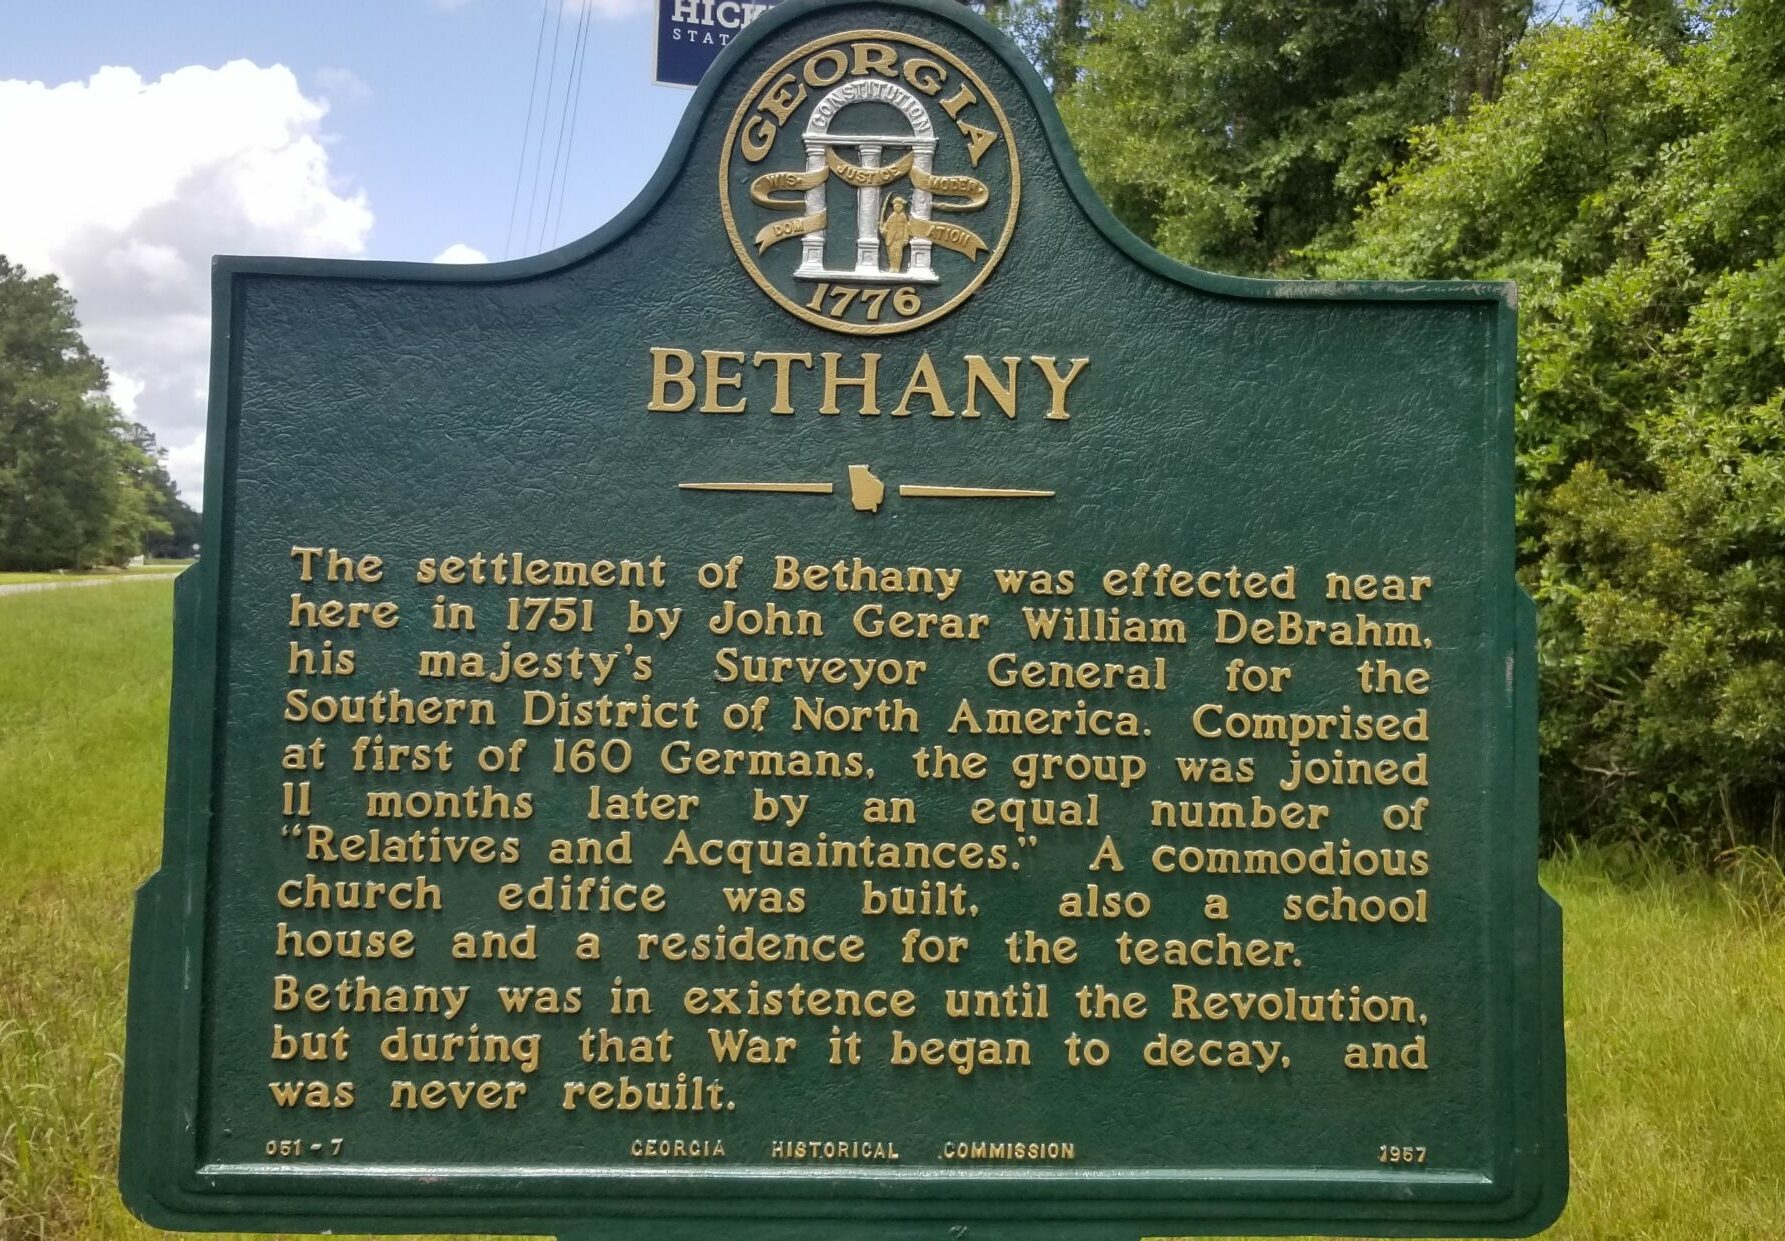 GEORGIA
CONSTITUTION
WIS- JUSTICE MODER-
DOM ATION
1776
BETHANY
The settlement of Bethany was effected near
here in 1751 by John Gerar William DeBrahm,
his majesty's Surveyor General for the
Southern District of North America. Comprised
at first of 160 Germans, the group was joined
11 months later by an equal number of
“Relatives and Acquaintances.” A commodious
church edifice was built, also a school
house and a residence for the teacher.
Bethany was in existence until the Revolution,
but during that War it began to decay, and
was never rebuilt.
051 - 7 GEORGIA HISTORICAL COMMISSION 1957